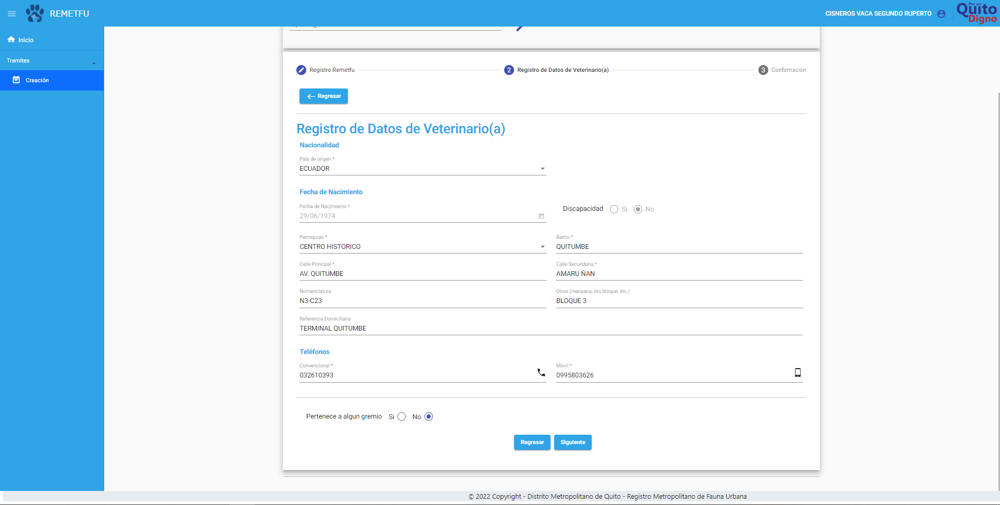 REMETFU
CISNEROS VACA SEGUNDO RUPERTO
Por un
Quito
Digno
Inicio
Tramites
Creación
Registro Remetfu
2 Registro de Datos de Veterinario(a)
3 Confirmación
Regresar
Registro de Datos de Veterinario(a)
Nacionalidad
País de origen *
ECUADOR
Fecha de Nacimiento
Fecha de Nacimiento *
29/06/1974
Discapacidad Si No
Parroquias *
CENTRO HISTORICO
Barrio *
QUITUMBE
Calle Principal *
AV. QUITUMBE
Calle Secundaria *
AMARU ÑAN
Nomenclatura
N3-C23
Otras (manzana, nro bloque, etc.)
BLOQUE 3
Referencia Domiciliaria
TERMINAL QUITUMBE
Teléfonos
Convencional *
032610393
Móvil *
0995803626
Pertenece a algun gremio Si No
Regresar Siguiente
© 2022 Copyright - Distrito Metropolitano de Quito - Registro Metropolitano de Fauna Urbana